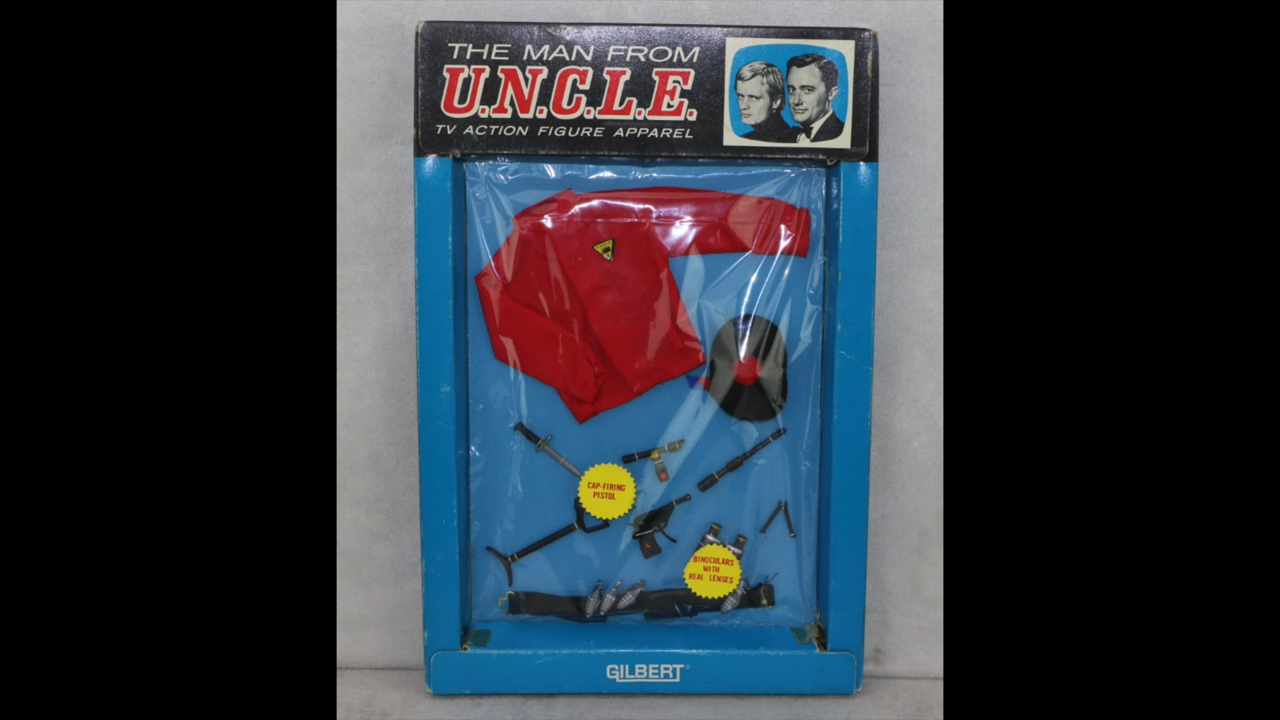 THE MAN FROM
U.N.C.L.E.
TV ACTION FIGURE APPAREL
CAP-FIRING
PISTOL
BINOCULARS
WITH
REAL LENSES
GILBERT®